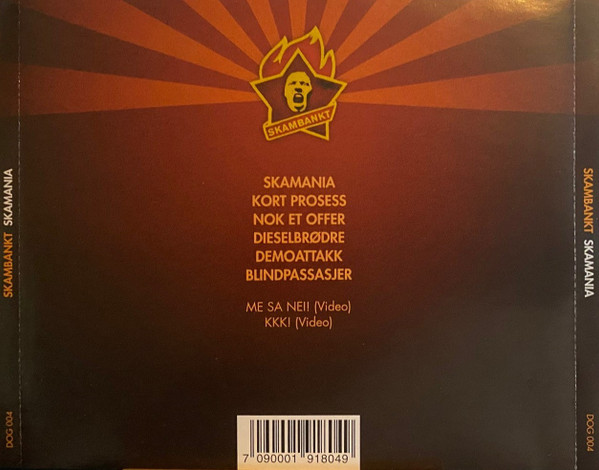 SKAMBANKT
SKAMANIA
KORT PROSESS
NOK ET OFFER
DIESELBRØDRE
DEMOATTAKK
BLINDPASSASJER
ME SA NEI! (Video)
KKK! (Video)
7 090001 918049
SKAMBANKT SKAMANIA
DOG 004
SKAMBANKT SKAMANIA
DOG 004